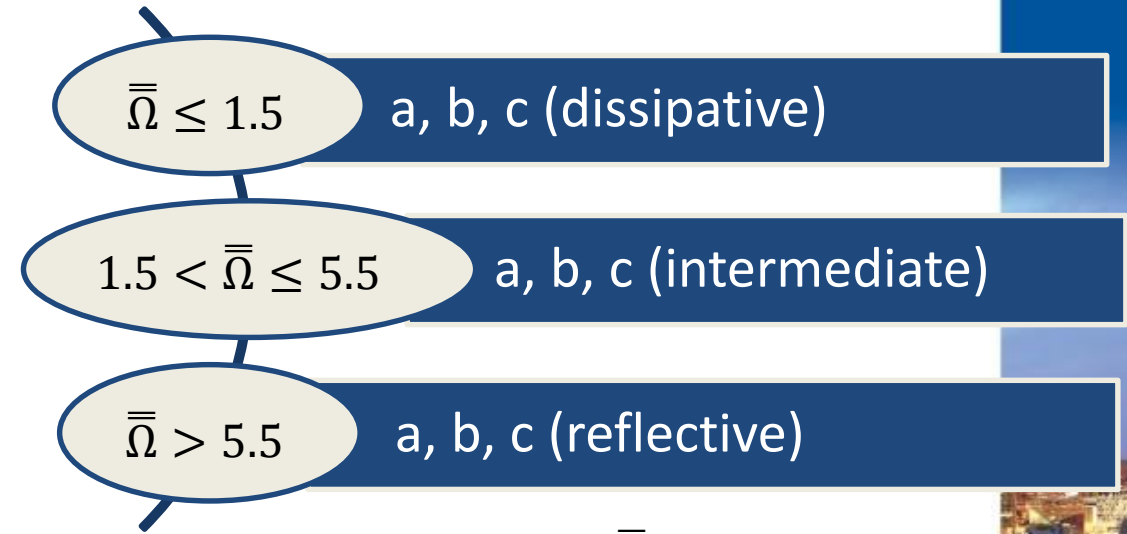 Ω̿ ≤ 1.5 a, b, c (dissipative)
1.5 < Ω̿ ≤ 5.5 a, b, c (intermediate)
Ω̿ > 5.5 a, b, c (reflective)